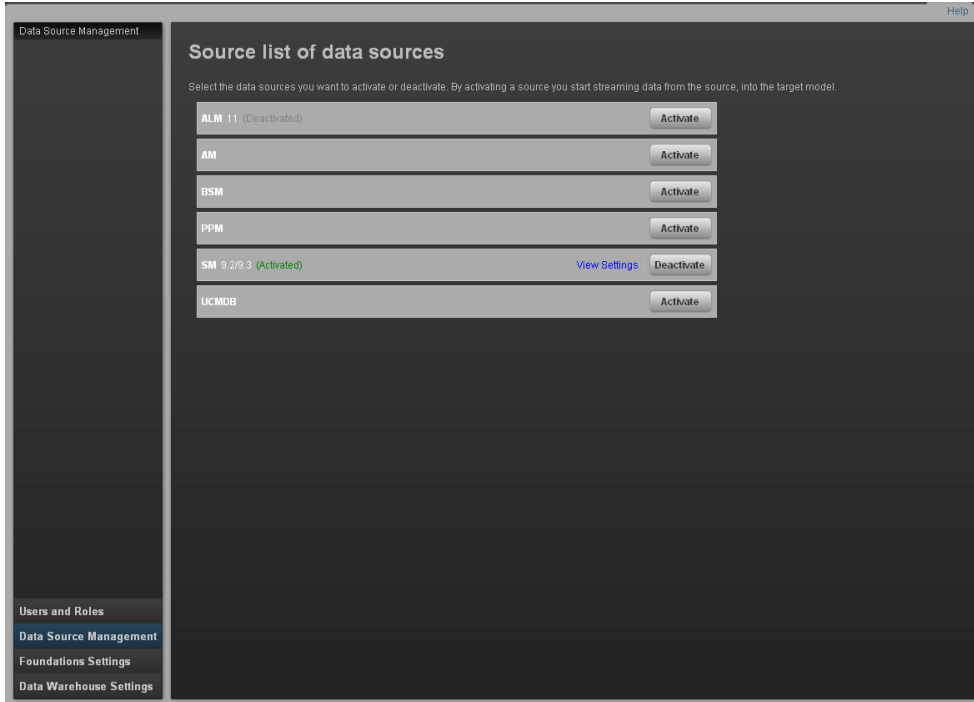 Help
Data Source Management
Source list of data sources
Select the data sources you want to activate or deactivate. By activating a source you start streaming data from the source, into the target model.
ALM 11 (Deactivated) Activate
AM Activate
BSM Activate
PPM Activate
SM 9.2/9.3 (Activated) View Settings Deactivate
UCMDB Activate
Users and Roles
Data Source Management
Foundations Settings
Data Warehouse Settings